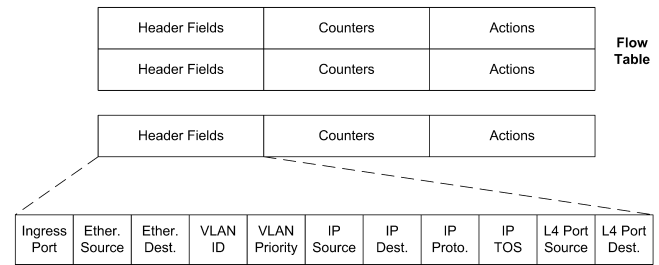 Header Fields Counters Actions
Flow Table
Header Fields Counters Actions
Header Fields Counters Actions
Ingress Port Ether. Source Ether. Dest. VLAN ID VLAN Priority IP Source IP Dest. IP Proto. IP TOS L4 Port Source L4 Port Dest.